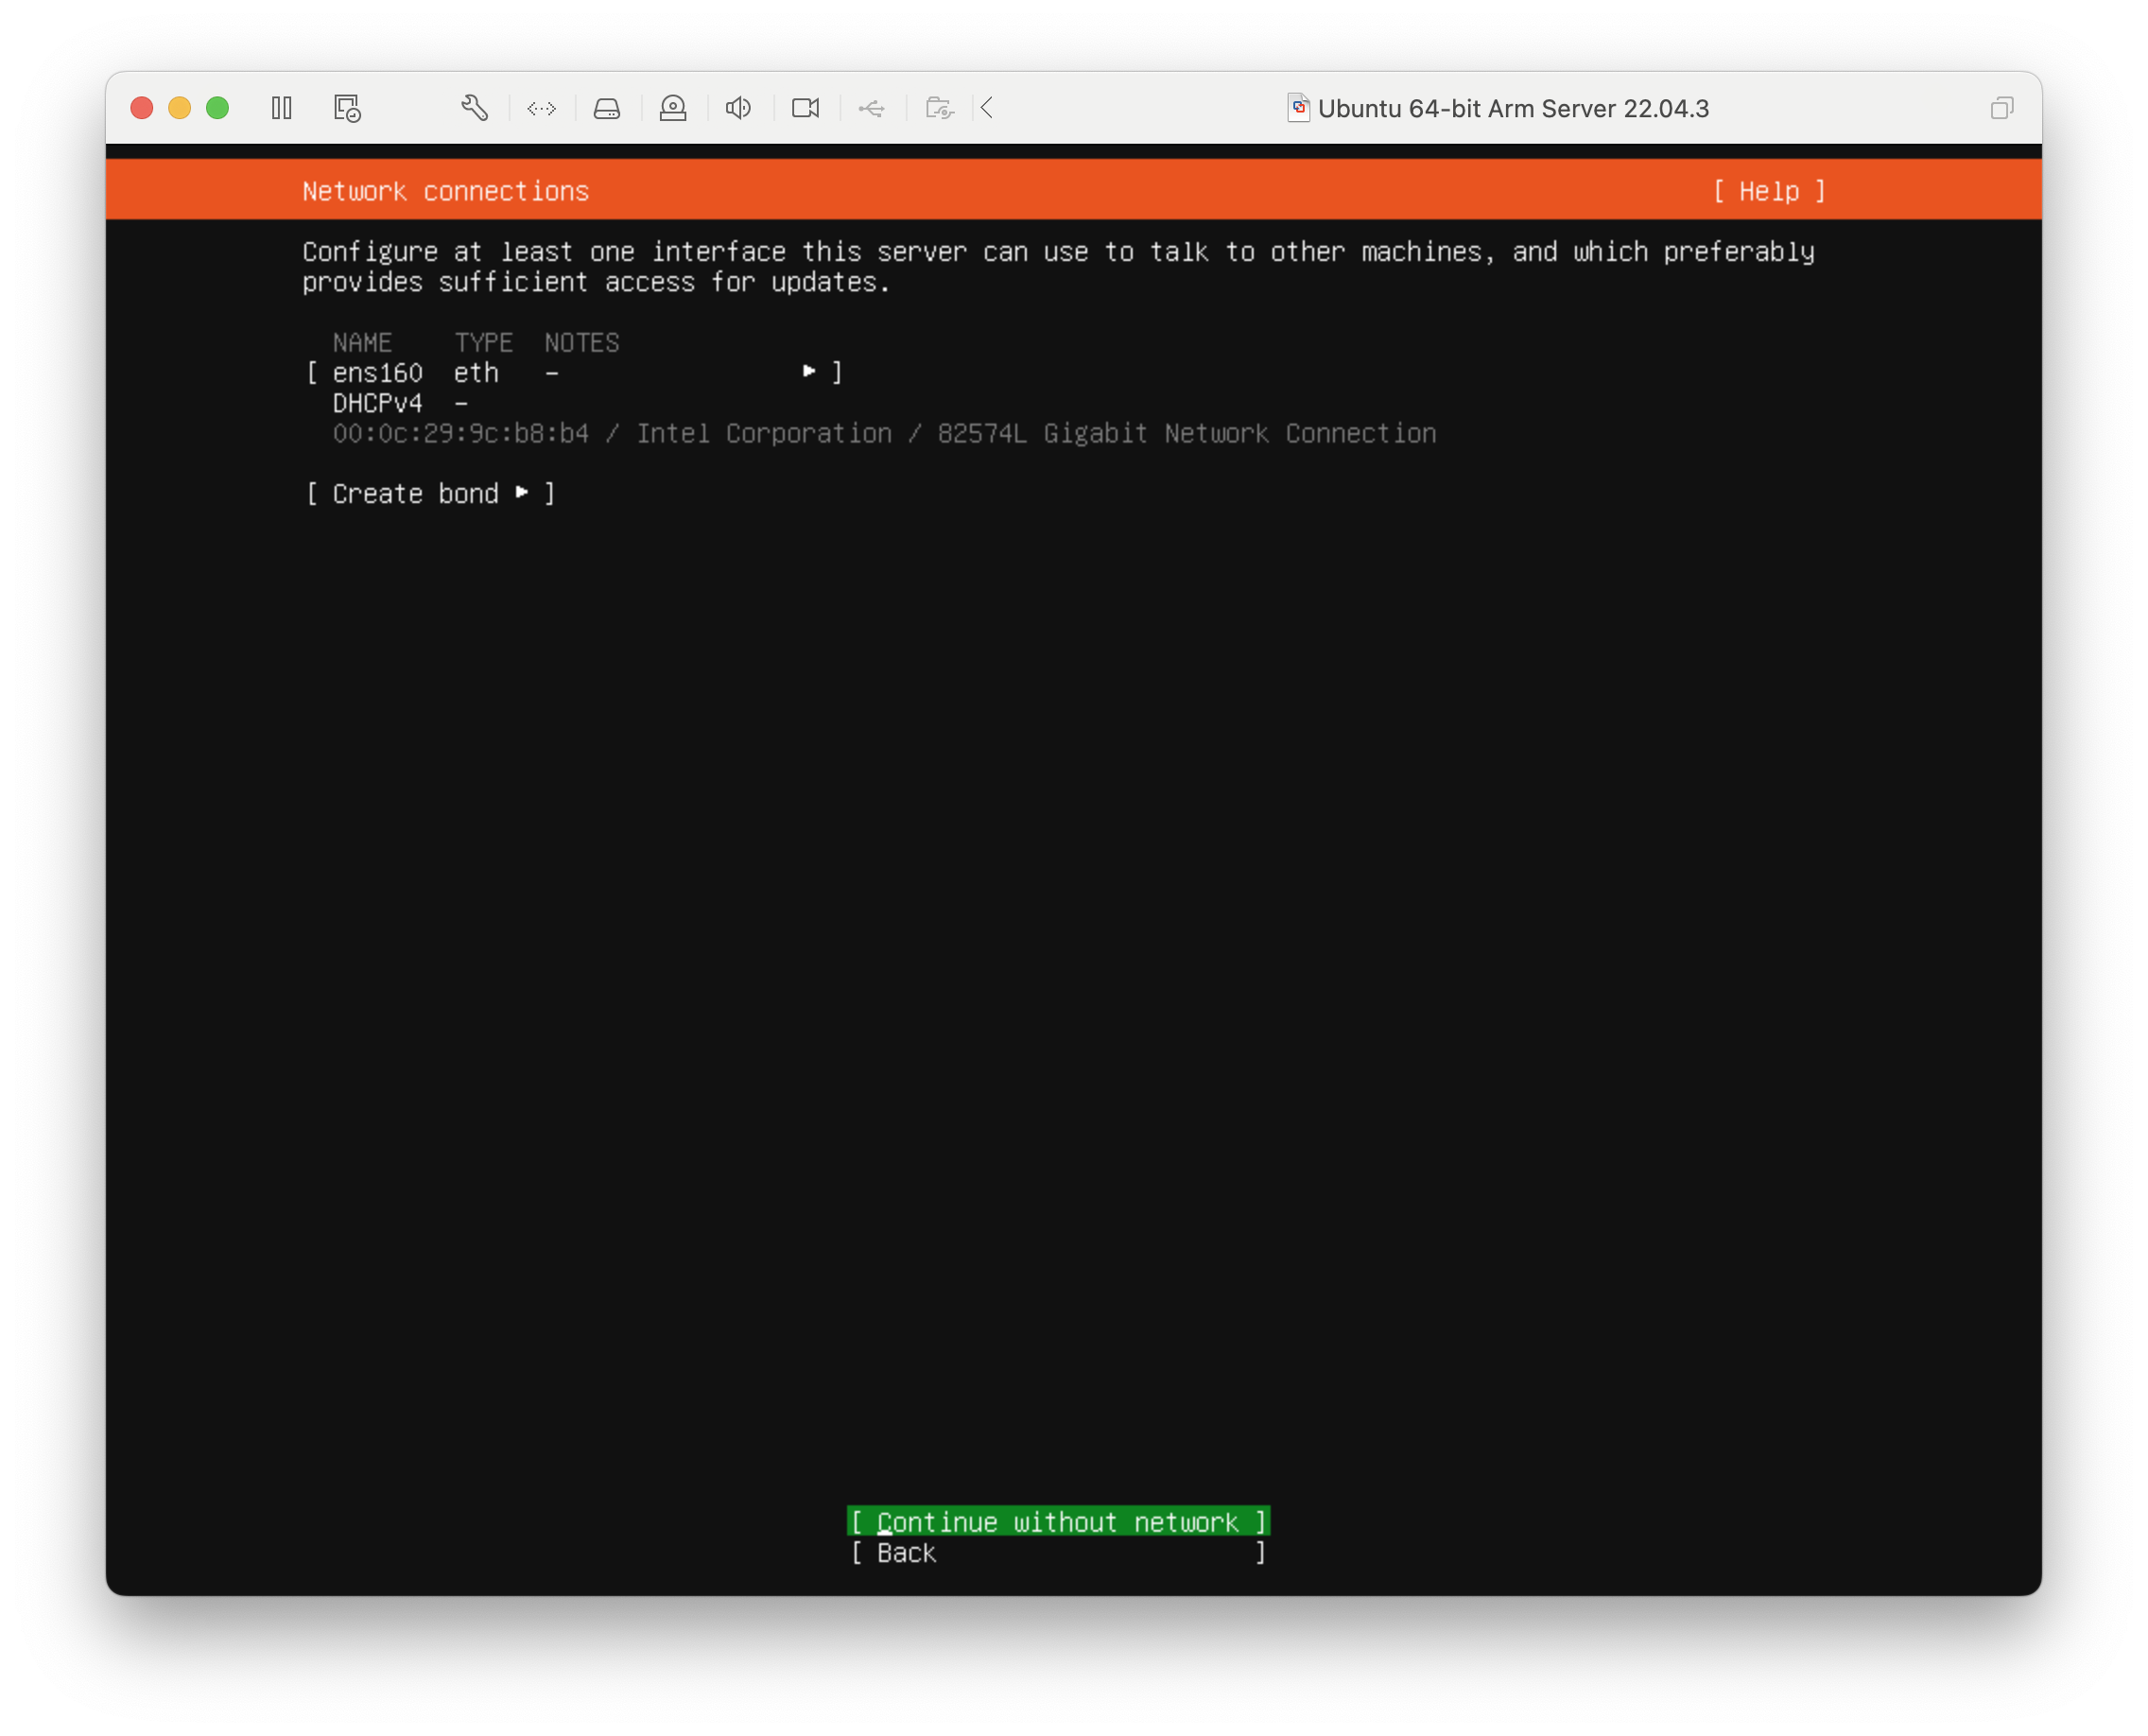 Ubuntu 64-bit Arm Server 22.04.3
Network connections [ Help ]
Configure at least one interface this server can use to talk to other machines, and which preferably
provides sufficient access for updates.
NAME TYPE NOTES
[ ens160 eth - ▸ ]
DHCPv4 -
00:0c:29:9c:b8:b4 / Intel Corporation / 82574L Gigabit Network Connection
[ Create bond ▸ ]
[ Continue without network ]
[ Back ]